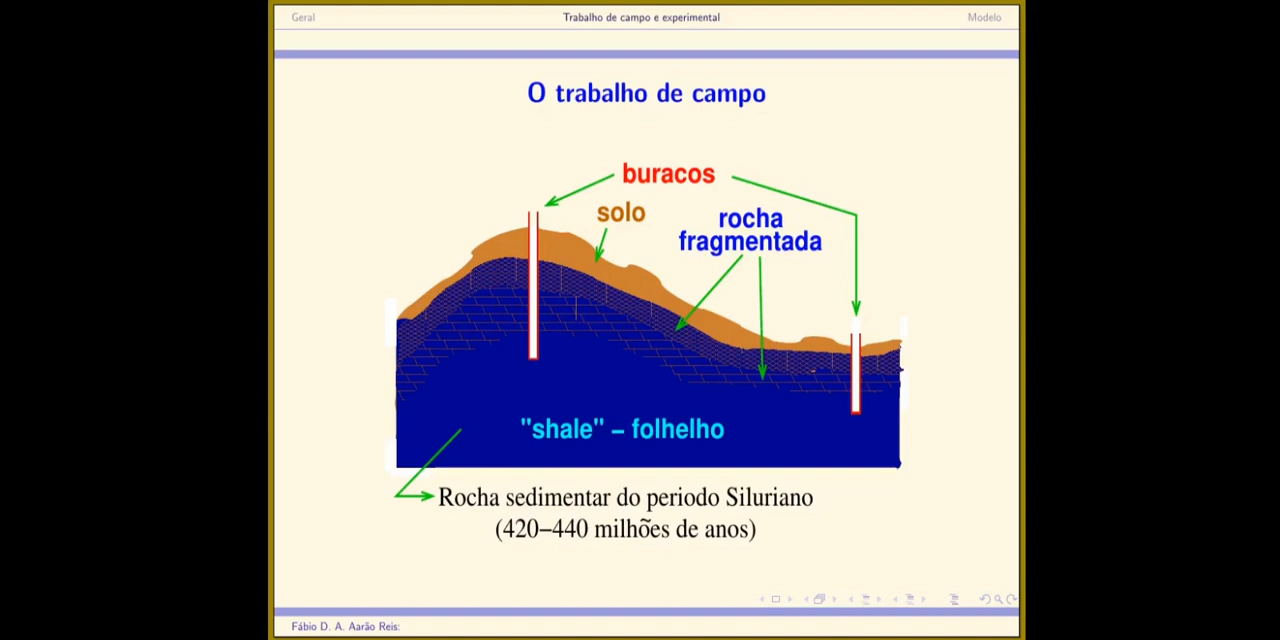 Geral
Trabalho de campo e experimental
Modelo
O trabalho de campo
buracos
solo
rocha
fragmentada
"shale" – folhelho
Rocha sedimentar do periodo Siluriano
(420–440 milhões de anos)
Fábio D. A. Aarão Reis: